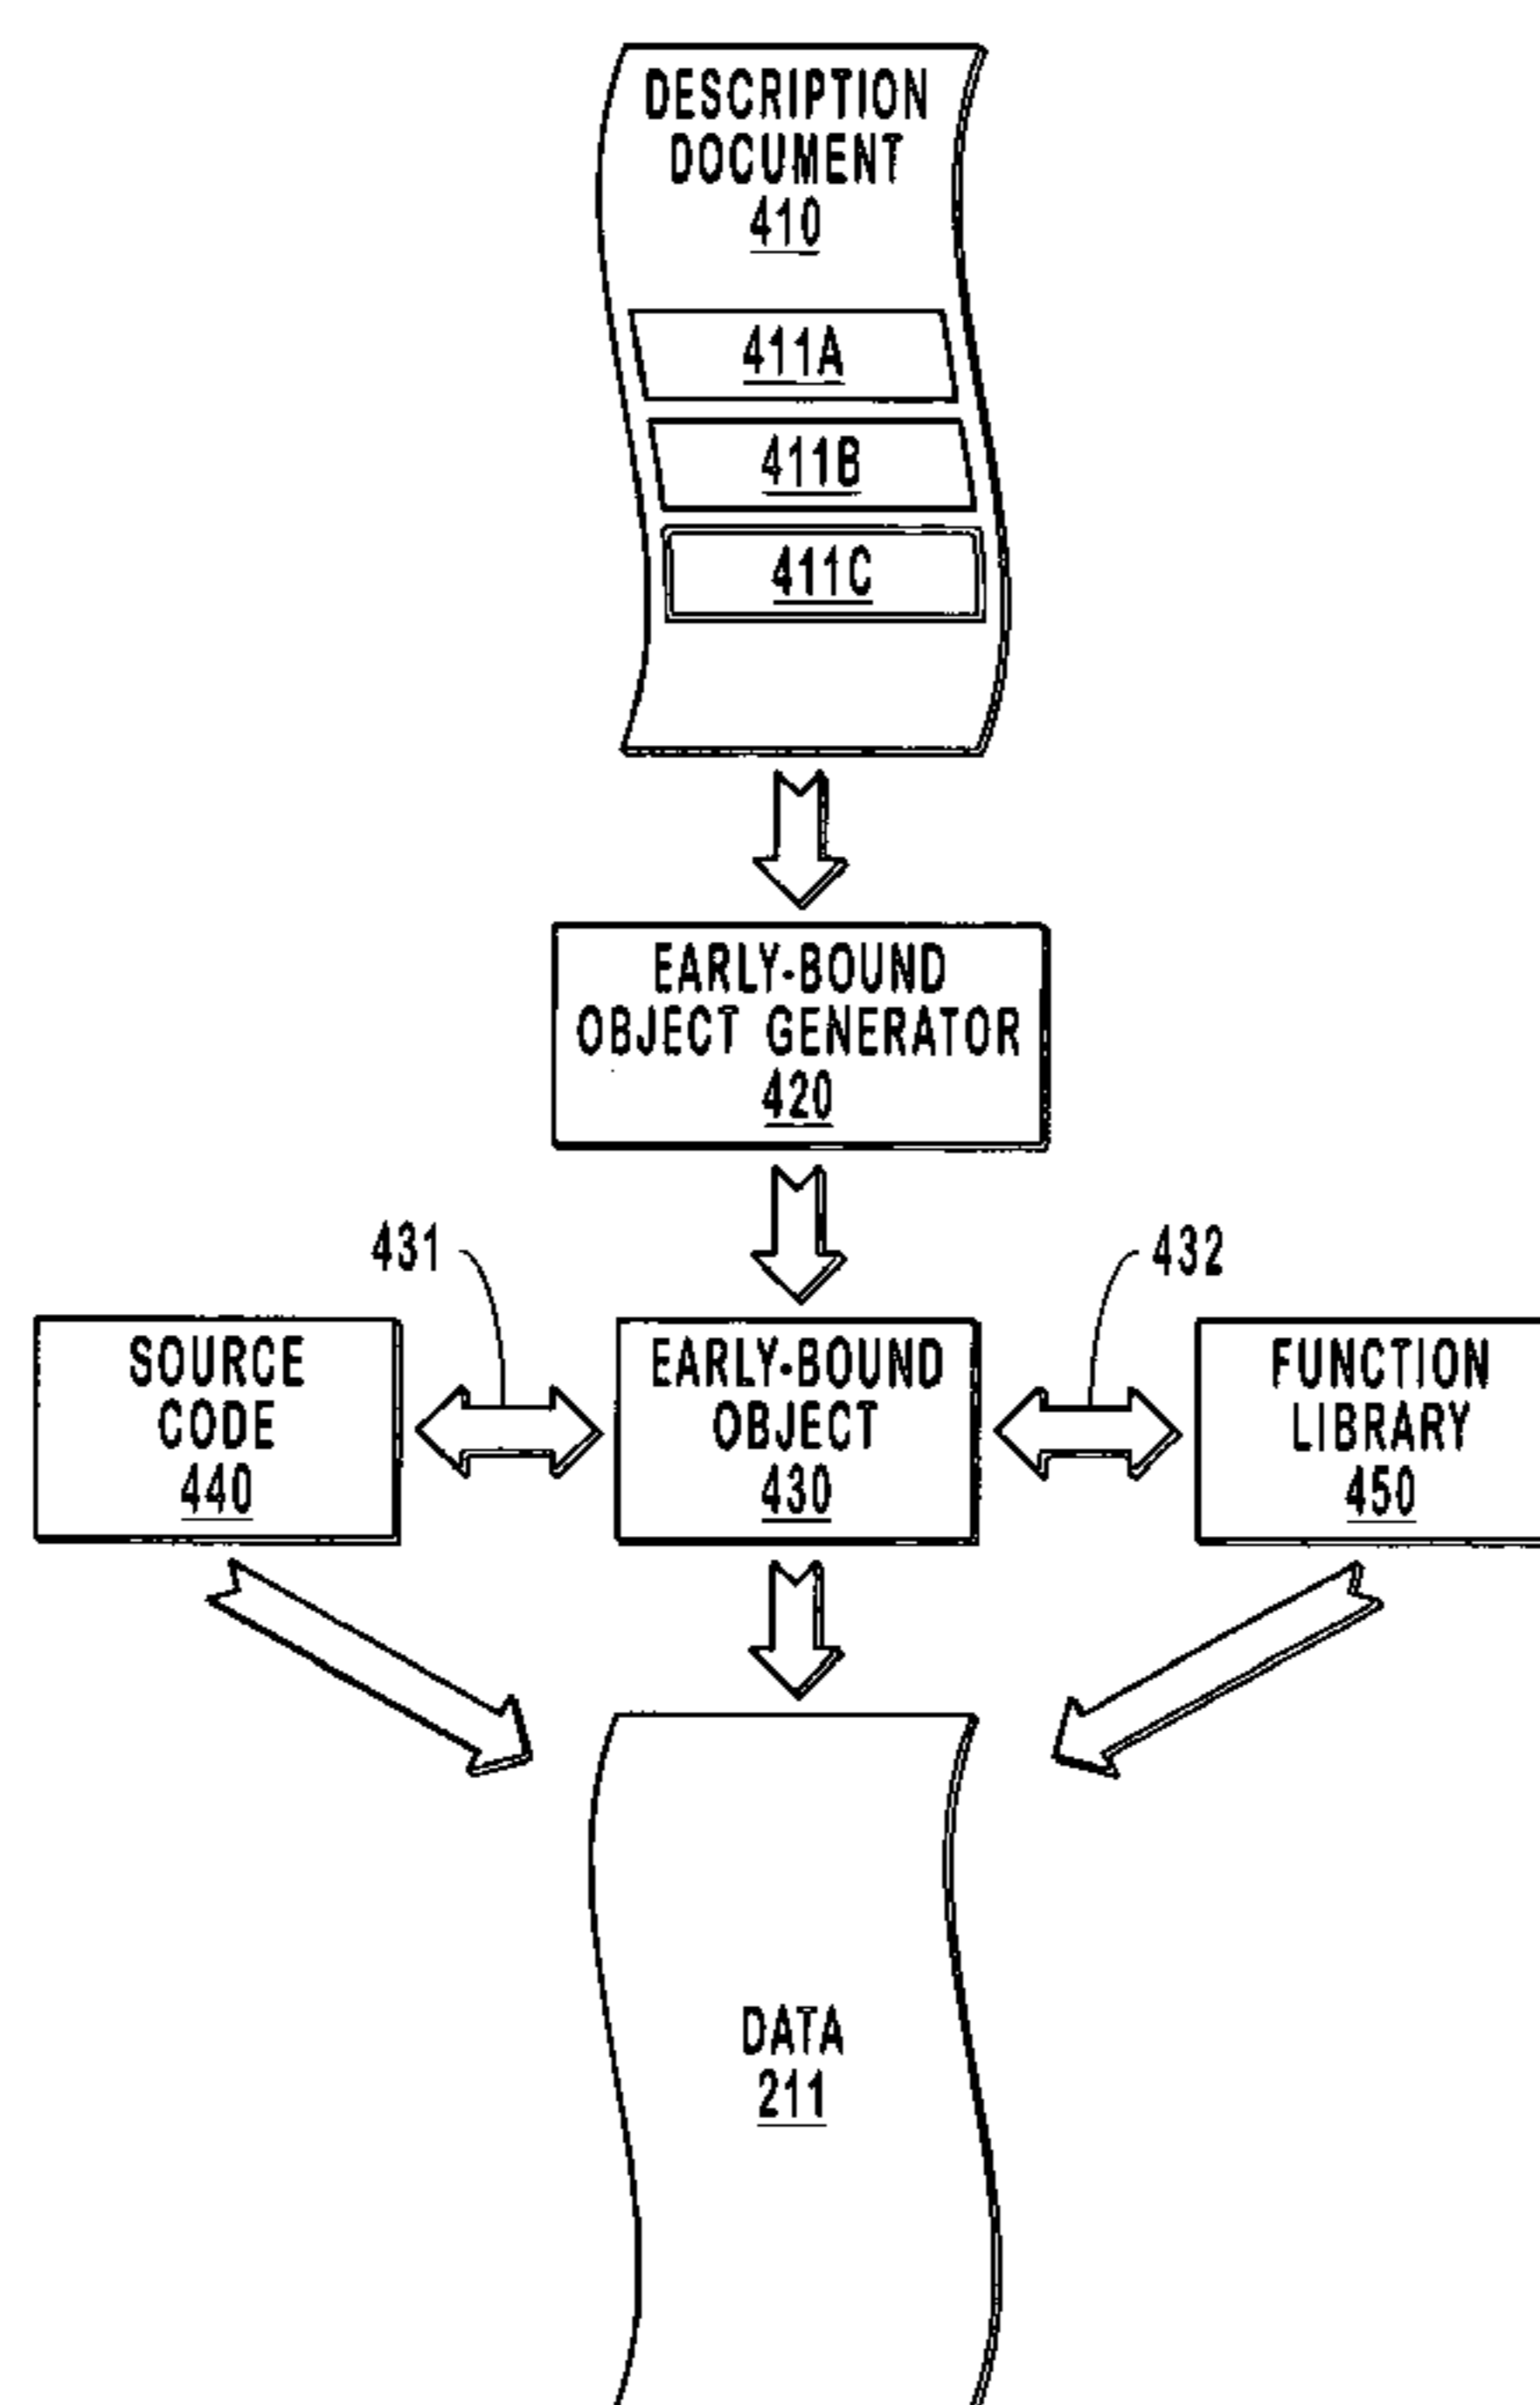 DESCRIPTION
DOCUMENT
410
411A
411B
411C
EARLY-BOUND
OBJECT GENERATOR
420
431
432
SOURCE
CODE
440
EARLY-BOUND
OBJECT
430
FUNCTION
LIBRARY
450
DATA
211